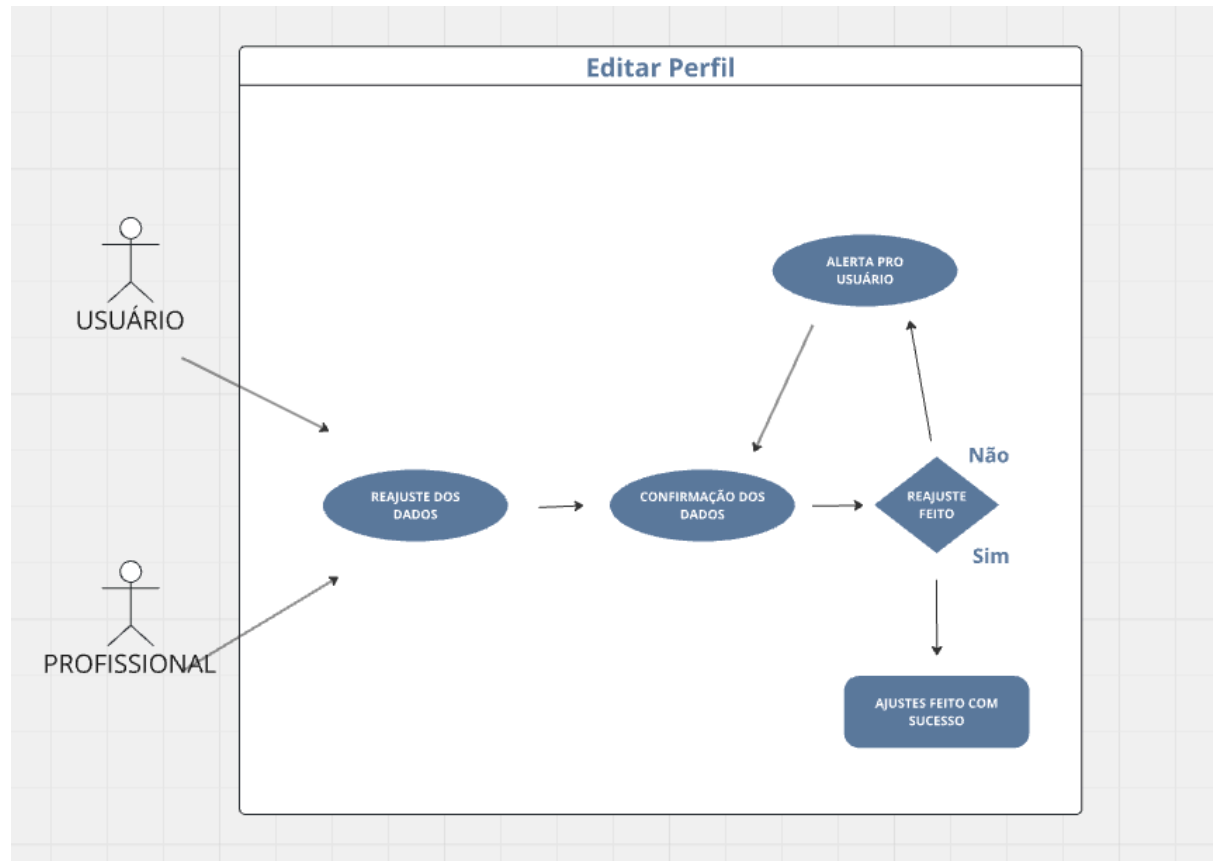 Editar Perfil
ALERTA PRO
USUÁRIO
USUÁRIO
Não
REAJUSTE DOS
DADOS
CONFIRMAÇÃO DOS
DADOS
REAJUSTE
FEITO
Sim
PROFISSIONAL
AJUSTES FEITO COM
SUCESSO